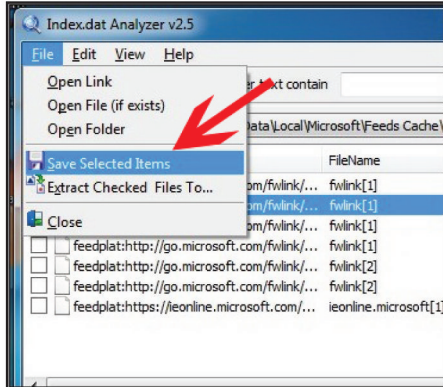 Index.dat Analyzer v2.5
File Edit View Help
text contain
Open Link
Open File (if exists)
Open Folder
Data\Local\Microsoft\Feeds Cache\
Save Selected Items
FileName
Extract Checked Files To...
com/fwlink/... fwlink[1]
com/fwlink/... fwlink[1]
Close
com/fwlink/... fwlink[1]
feedplat:http://go.microsoft.com/fwlink/... fwlink[1]
feedplat:http://go.microsoft.com/fwlink/... fwlink[2]
feedplat:http://go.microsoft.com/fwlink/... fwlink[2]
feedplat:https://ieonline.microsoft.com/... ieonline.microsoft[1]